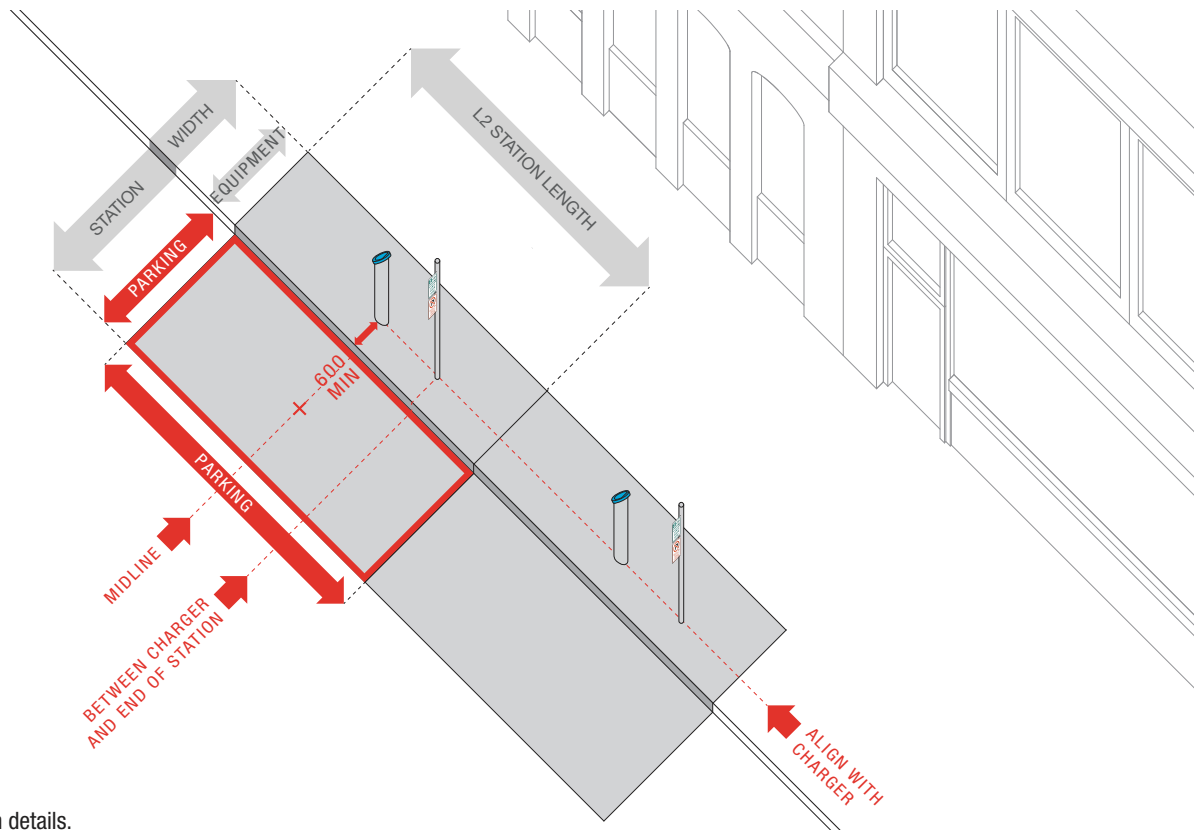 STATION WIDTH
EQUIPMENT
L2 STATION LENGTH
PARKING
600
MIN
PARKING
MIDLINE
BETWEEN CHARGER
AND END OF STATION
ALIGN WITH
CHARGER
details.